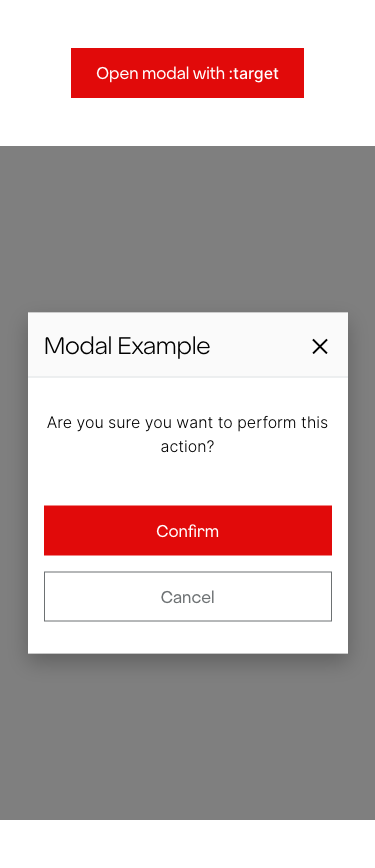 Open modal with :target
Modal Example
Are you sure you want to perform this
action?
Confirm
Cancel